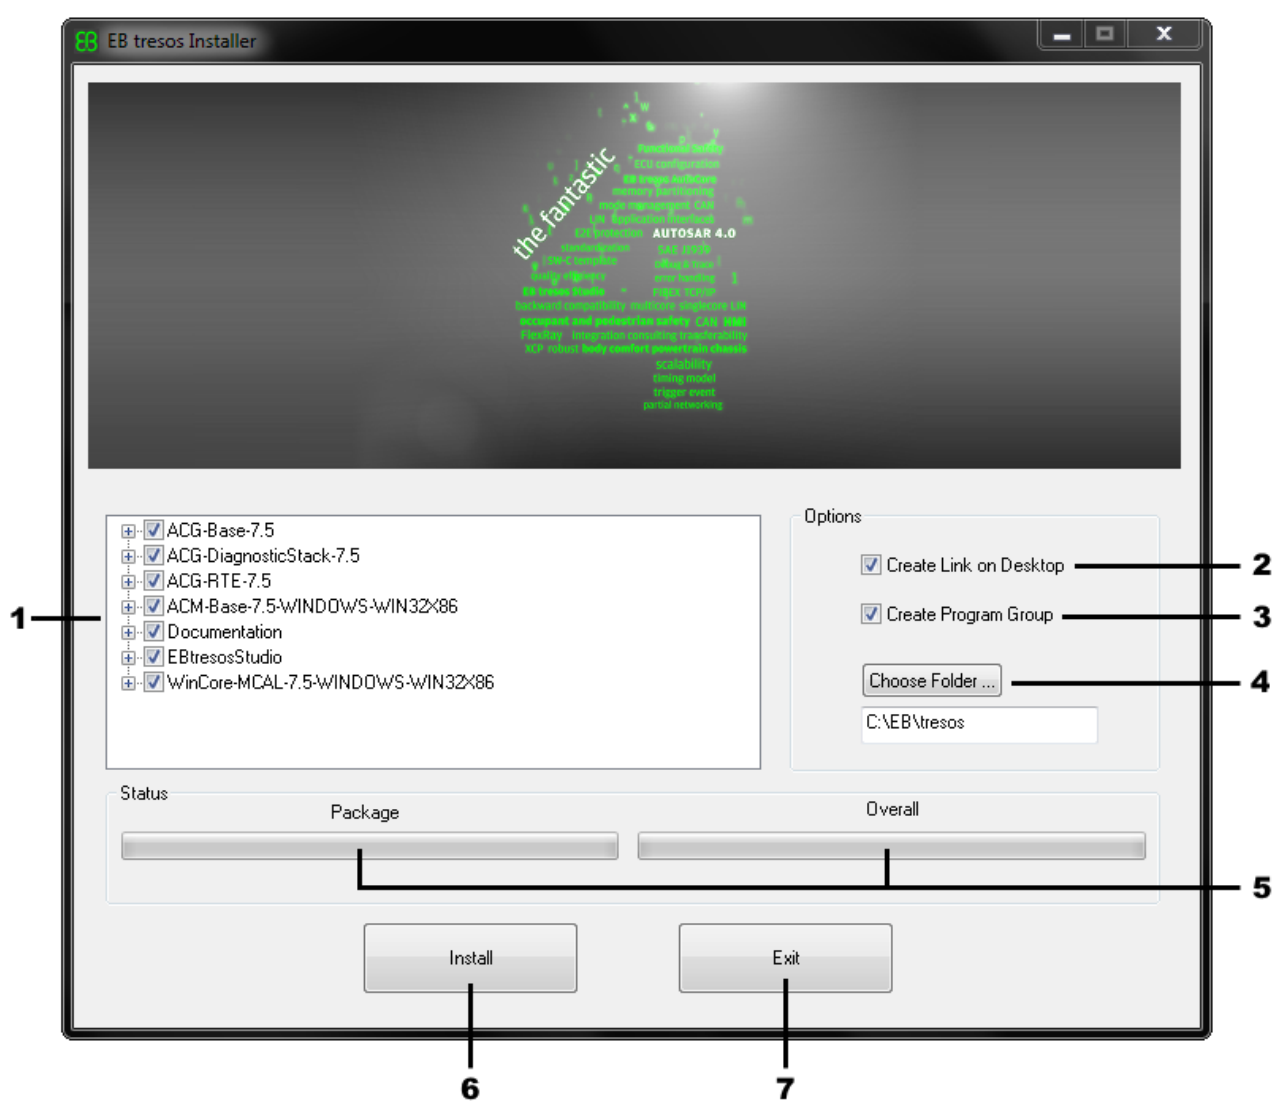 EB EB tresos Installer
the fantastic
Functional Safety
ECU configuration
EB tresos AutoCore
memory partitioning
mode management CAN
LIN Application interfaces
E2E protection AUTOSAR 4.0
standardization SAE J1939
SW-C template Debug & Trace
quality efficiency error handling
EB tresos Studio - FIBEX TCP/IP
backward compatibility multicore singlecore LIN
occupant and pedestrian safety CAN HMI
FlexRay integration consulting transferability
XCP robust body comfort powertrain chassis
scalability
timing model
trigger event
partial networking
ACG-Base-7.5
ACG-DiagnosticStack-7.5
ACG-RTE-7.5
ACM-Base-7.5-WINDOWS-WIN32X86
Documentation
EBtresosStudio
WinCore-MCAL-7.5-WINDOWS-WIN32X86
1
Options
Create Link on Desktop
2
Create Program Group
3
Choose Folder ...
4
C:\EB\tresos
Status
Package
Overall
5
Install
Exit
6
7